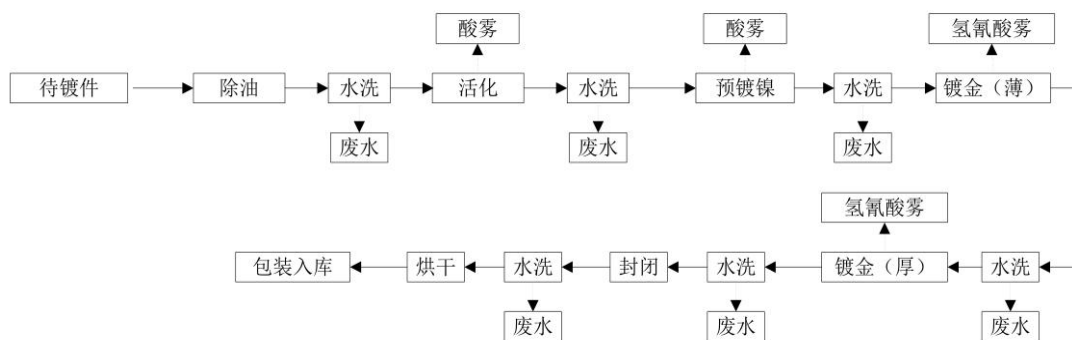 酸雾
酸雾
氢氰酸雾
待镀件
除油
水洗
活化
水洗
预镀镍
水洗
镀金（薄）
废水
废水
废水
氢氰酸雾
包装入库
烘干
水洗
封闭
水洗
镀金（厚）
水洗
废水
废水
废水